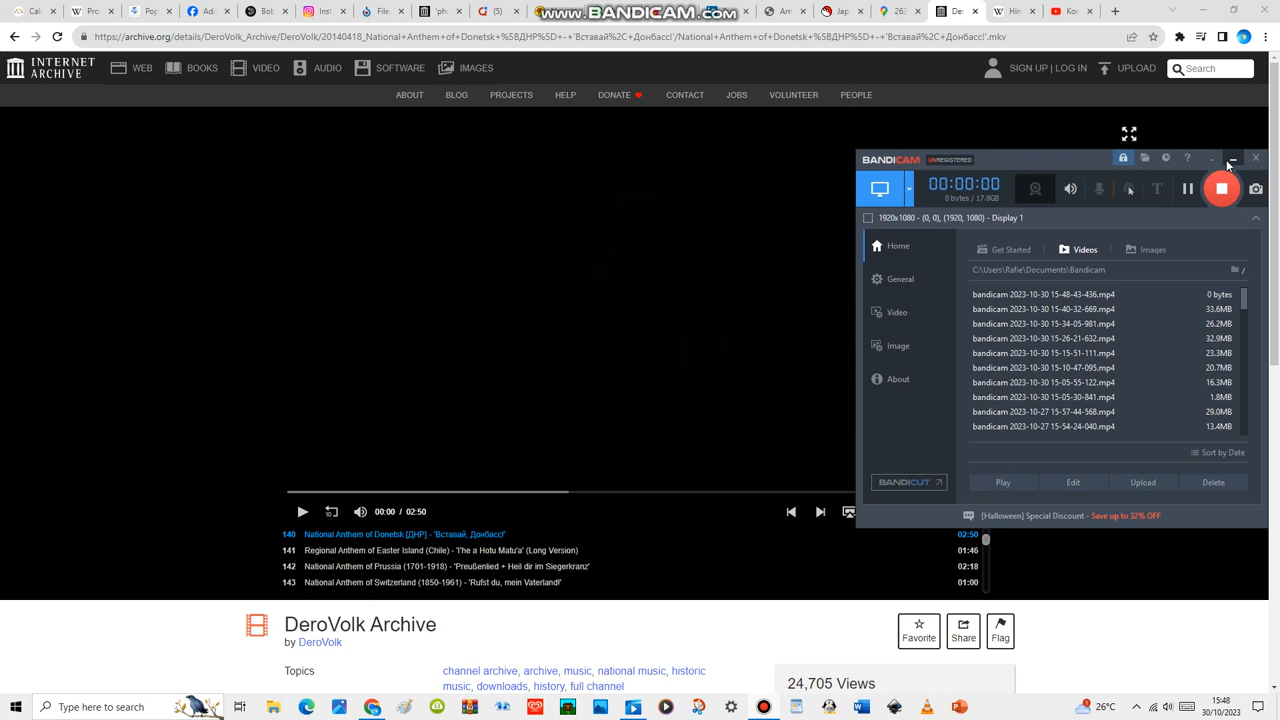 WWW.BANDICAM.COM
https://archive.org/details/DeroVolk_Archive/20140418_National+Anthem+of+Donetsk+%5BДНР%5D+-+'Вставай%2C+Донбасс!'/National+Anthem+of+Donetsk+%5BДНР%5D+-+'Вставай%2C+Донбасс!'.mkv
INTERNET ARCHIVE
WEB BOOKS VIDEO AUDIO SOFTWARE IMAGES SIGN UP | LOG IN UPLOAD Search
ABOUT BLOG PROJECTS HELP DONATE CONTACT JOBS VOLUNTEER PEOPLE
BANDICAM UNREGISTERED
00:00:00
0 bytes / 17.8GB
1920x1080 - (0, 0), (1920, 1080) - Display 1
Home
General
Video
Image
About
BANDICUT
Get Started Videos Images
C:\Users\Rafie\Documents\Bandicam
bandicam 2023-10-30 15-48-43-436.mp4 0 bytes
bandicam 2023-10-30 15-40-32-669.mp4 33.6MB
bandicam 2023-10-30 15-34-05-981.mp4 26.2MB
bandicam 2023-10-30 15-26-21-632.mp4 32.9MB
bandicam 2023-10-30 15-15-51-111.mp4 23.3MB
bandicam 2023-10-30 15-10-47-095.mp4 20.7MB
bandicam 2023-10-30 15-05-55-122.mp4 16.3MB
bandicam 2023-10-30 15-05-30-841.mp4 1.8MB
bandicam 2023-10-27 15-57-44-568.mp4 29.0MB
bandicam 2023-10-27 15-54-24-040.mp4 13.4MB
Sort by Date
Play Edit Upload Delete
[Halloween] Special Discount - Save up to 32% OFF
10 00:00 / 02:50
140 National Anthem of Donetsk [ДНР] - 'Вставай, Донбасс!' 02:50
141 Regional Anthem of Easter Island (Chile) - 'I'he a Hotu Matu'a' (Long Version) 01:46
142 National Anthem of Prussia (1701-1918) - 'Preußenlied + Heil dir im Siegerkranz' 02:18
143 National Anthem of Switzerland (1850-1961) - 'Rufst du, mein Vaterland!' 01:00
DeroVolk Archive
by DeroVolk
Favorite Share Flag
Topics channel archive, archive, music, national music, historic
music, downloads, history, full channel
24,705 Views
Type here to search
26°C
15:48
30/10/2023